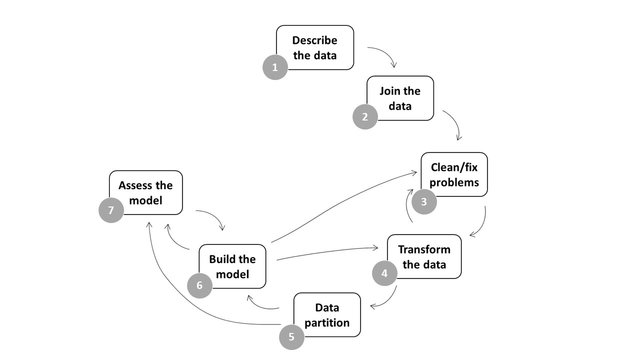 Describe
the data
1
Join the
data
2
Clean/fix
problems
3
Transform
the data
4
Data
partition
5
Build the
model
6
Assess the
model
7